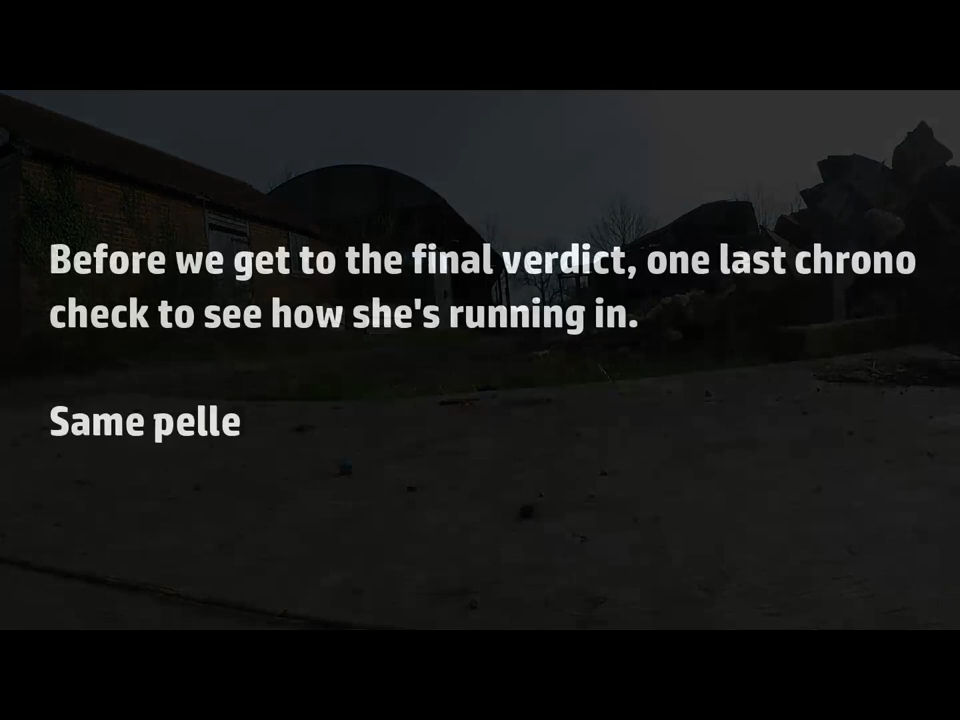 Before we get to the final verdict, one last chrono
check to see how she's running in.
Same pelle